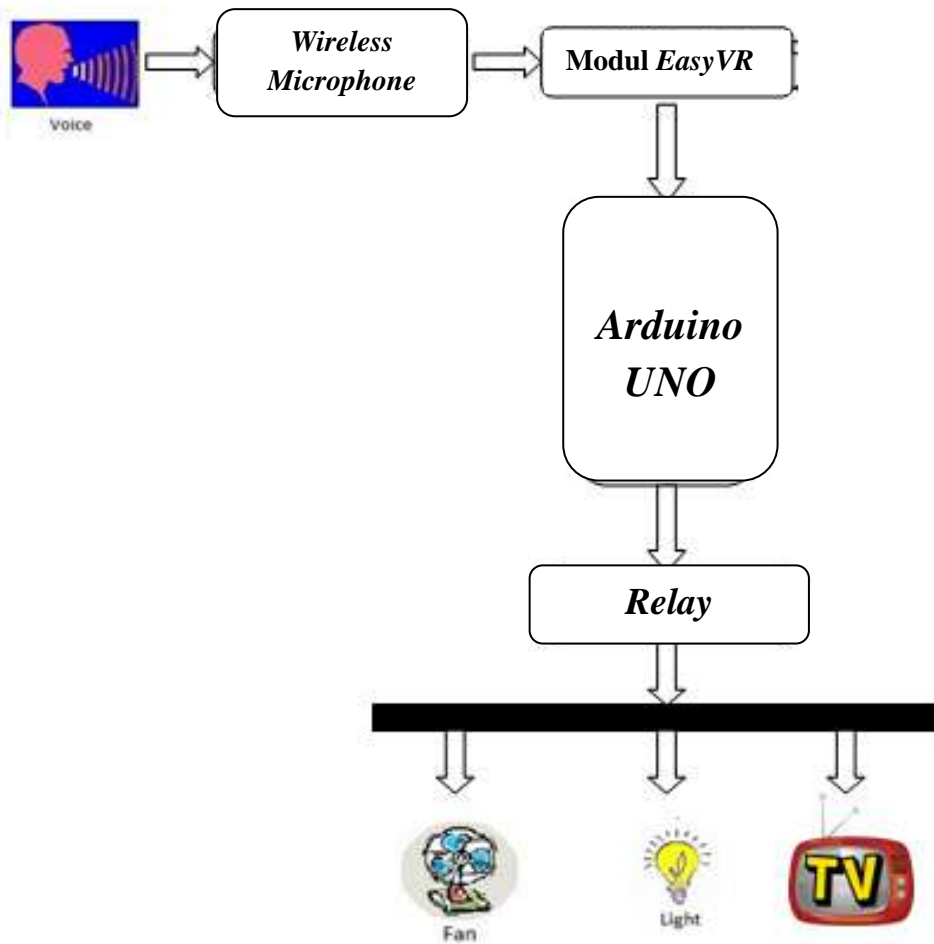 Voice
Wireless
Microphone
Modul EasyVR
Arduino
UNO
Relay
Fan
Light
TV